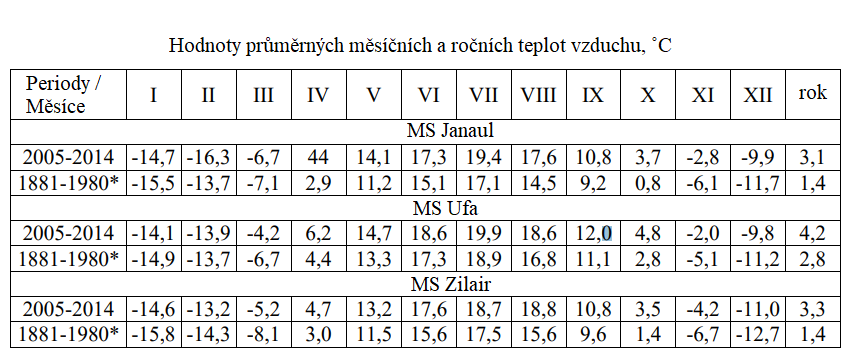 Hodnoty průměrných měsíčních a ročních teplot vzduchu, ˚C
Periody / Měsíce I II III IV V VI VII VIII IX X XI XII rok
MS Janaul
2005-2014 -14,7 -16,3 -6,7 44 14,1 17,3 19,4 17,6 10,8 3,7 -2,8 -9,9 3,1
1881-1980* -15,5 -13,7 -7,1 2,9 11,2 15,1 17,1 14,5 9,2 0,8 -6,1 -11,7 1,4
MS Ufa
2005-2014 -14,1 -13,9 -4,2 6,2 14,7 18,6 19,9 18,6 12,0 4,8 -2,0 -9,8 4,2
1881-1980* -14,9 -13,7 -6,7 4,4 13,3 17,3 18,9 16,8 11,1 2,8 -5,1 -11,2 2,8
MS Zilair
2005-2014 -14,6 -13,2 -5,2 4,7 13,2 17,6 18,7 18,8 10,8 3,5 -4,2 -11,0 3,3
1881-1980* -15,8 -14,3 -8,1 3,0 11,5 15,6 17,5 15,6 9,6 1,4 -6,7 -12,7 1,4